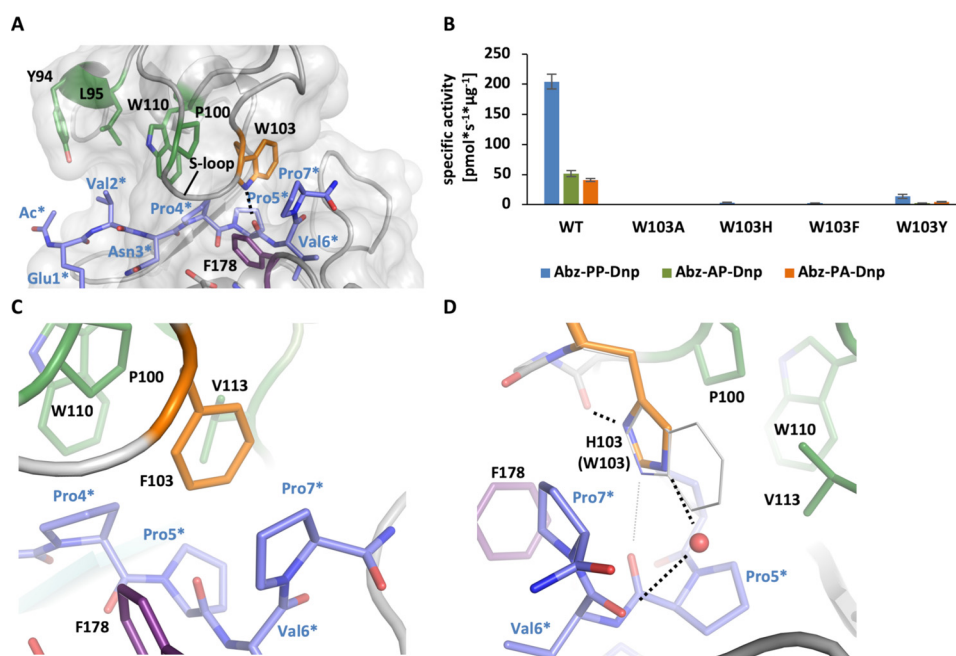 A
Y94
L95
W110
P100
W103
S-loop
Pro7*
Val2*
Pro4*
Pro5*
Ac*
Asn3*
Val6*
Glu1*
F178
B
specific activity
[pmol*s⁻¹*µg⁻¹]
250
200
150
100
50
0
WT W103A W103H W103F W103Y
Abz-PP-Dnp Abz-AP-Dnp Abz-PA-Dnp
C
P100
V113
W110
F103
Pro4*
Pro7*
Pro5*
F178
Val6*
D
P100
H103
(W103)
W110
F178
Pro7*
V113
Pro5*
Val6*